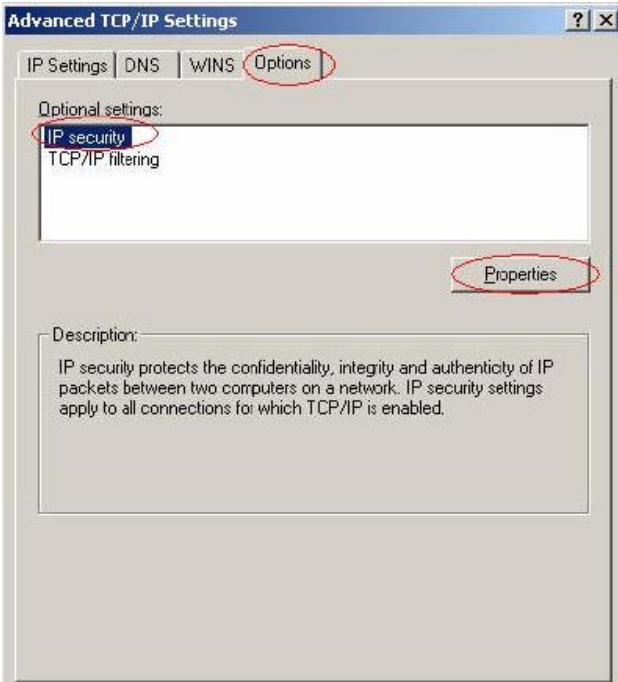 Advanced TCP/IP Settings
IP Settings DNS WINS Options
Optional settings:
IP security
TCP/IP filtering
Properties
Description:
IP security protects the confidentiality, integrity and authenticity of IP
packets between two computers on a network. IP security settings
apply to all connections for which TCP/IP is enabled.